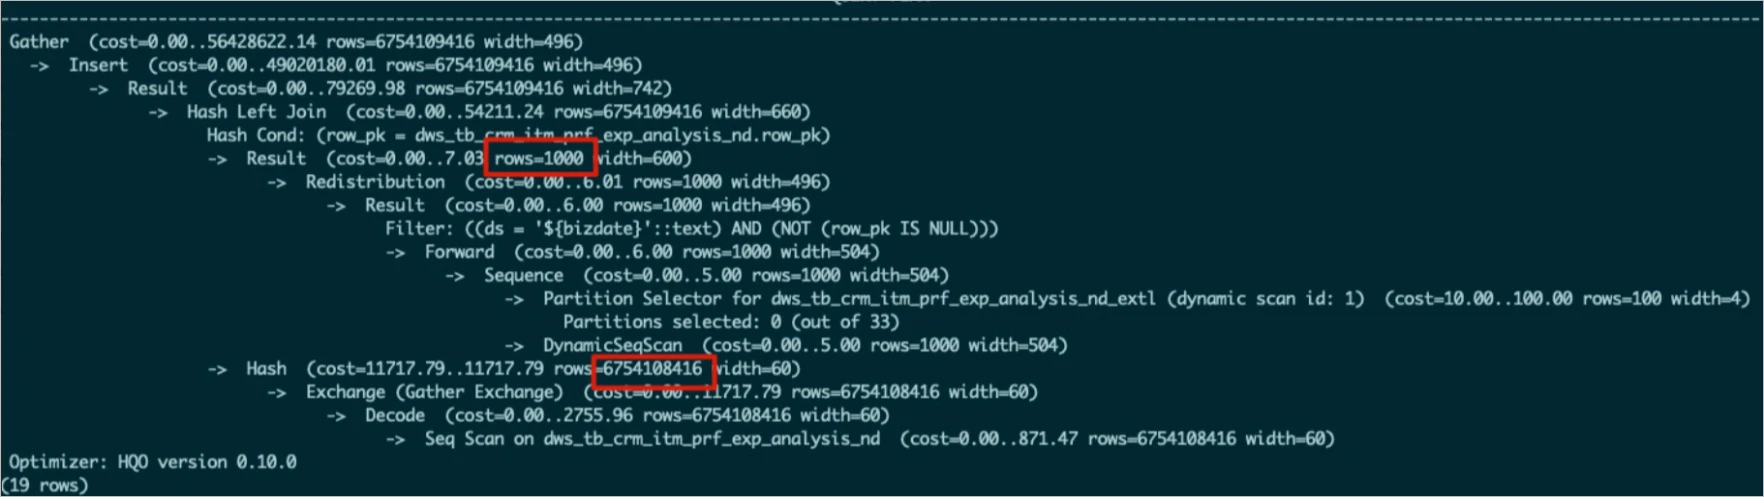 Gather  (cost=0.00..56428622.14 rows=6754109416 width=496)
  ->  Insert  (cost=0.00..49020180.01 rows=6754109416 width=496)
        ->  Result  (cost=0.00..79269.98 rows=6754109416 width=742)
              ->  Hash Left Join  (cost=0.00..54211.24 rows=6754109416 width=660)
                    Hash Cond: (row_pk = dws_tb_crm_itm_prf_exp_analysis_nd.row_pk)
                    ->  Result  (cost=0.00..7.03 rows=1000 width=600)
                          ->  Redistribution  (cost=0.00..6.01 rows=1000 width=496)
                                ->  Result  (cost=0.00..6.00 rows=1000 width=496)
                                      Filter: ((ds = '${bizdate}'::text) AND (NOT (row_pk IS NULL)))
                                      ->  Forward  (cost=0.00..6.00 rows=1000 width=504)
                                            ->  Sequence  (cost=0.00..5.00 rows=1000 width=504)
                                                  ->  Partition Selector for dws_tb_crm_itm_prf_exp_analysis_nd_extl (dynamic scan id: 1)  (cost=10.00..100.00 rows=100 width=4)
                                                        Partitions selected: 0 (out of 33)
                                                  ->  DynamicSeqScan  (cost=0.00..5.00 rows=1000 width=504)
                    ->  Hash  (cost=11717.79..11717.79 rows=6754108416 width=60)
                          ->  Exchange (Gather Exchange)  (cost=0.00..11717.79 rows=6754108416 width=60)
                                ->  Decode  (cost=0.00..2755.96 rows=6754108416 width=60)
                                      ->  Seq Scan on dws_tb_crm_itm_prf_exp_analysis_nd  (cost=0.00..871.47 rows=6754108416 width=60)
Optimizer: HQO version 0.10.0
(19 rows)